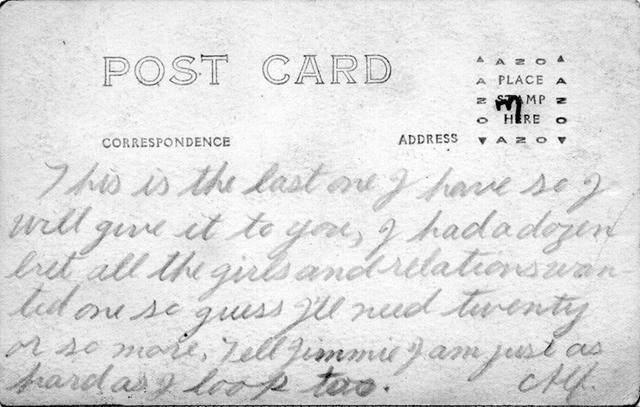 POST CARD
▲ A Z O ▲
A PLACE A
Z STAMP Z
O HERE O
▼ A Z O ▼
CORRESPONDENCE
ADDRESS
This is the last one I have so I
will give it to you, I had a dozen
but all the girls and relations wan-
ted one so guess I'll need twenty
or so more. Tell Jimmie I am just as
hard as I look too.